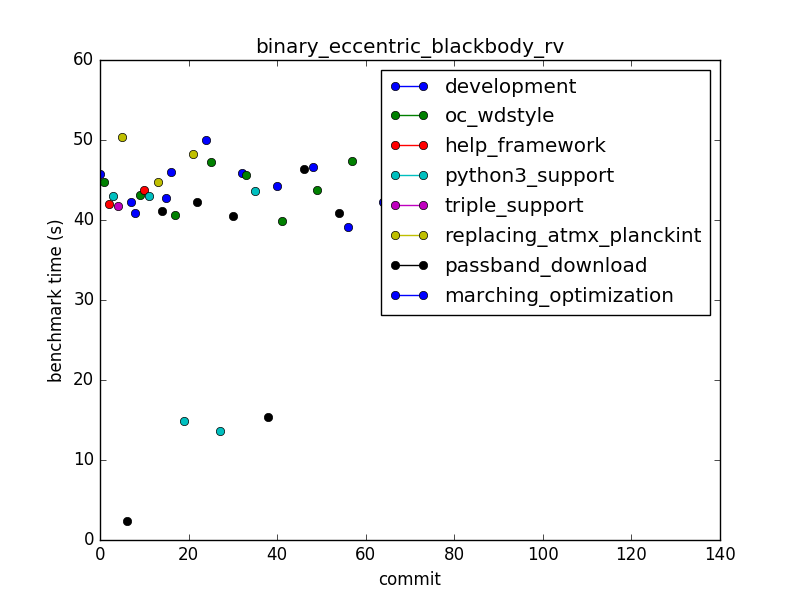 binary_eccentric_blackbody_rv
60
50
40
30
20
10
0
benchmark time (s)
development
oc_wdstyle
help_framework
python3_support
triple_support
replacing_atmx_planckint
passband_download
marching_optimization
0 20 40 60 80 100 120 140
commit